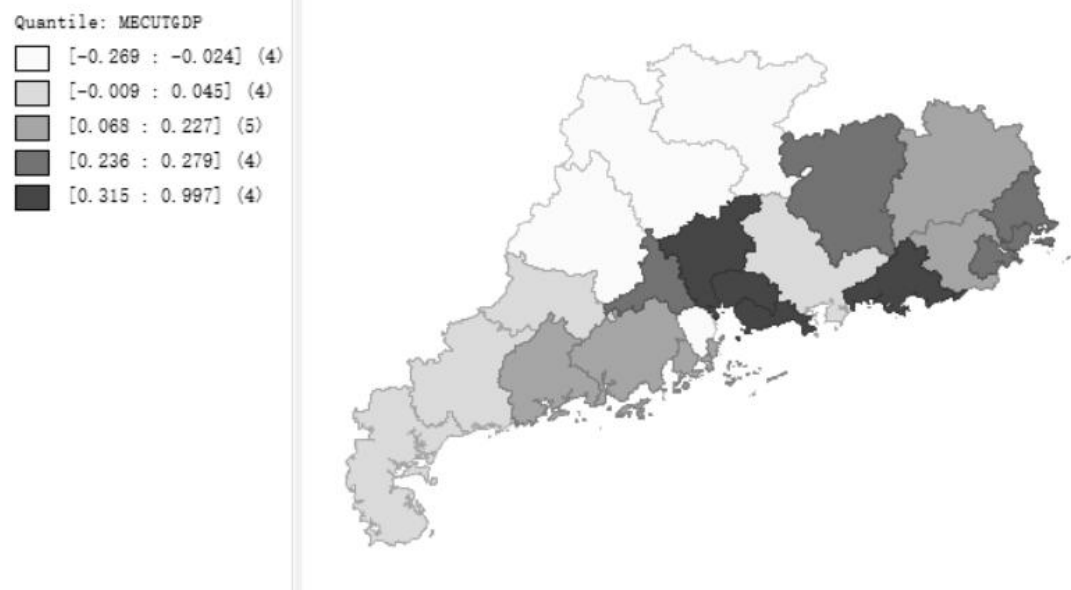 Quantile: MECUTGDP
[-0.269 : -0.024] (4)
[-0.009 : 0.045] (4)
[0.068 : 0.227] (5)
[0.236 : 0.279] (4)
[0.315 : 0.997] (4)